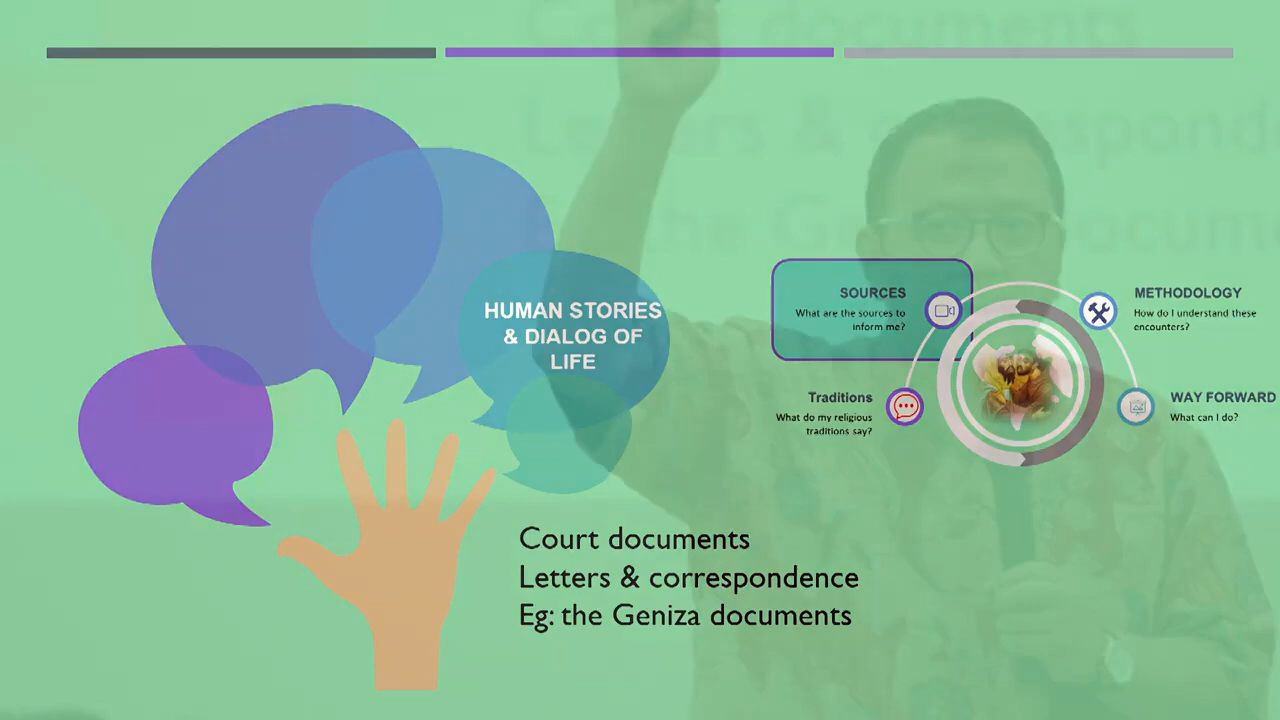 HUMAN STORIES
& DIALOG OF
LIFE
SOURCES
What are the sources to
inform me?
METHODOLOGY
How do I understand these
encounters?
Traditions
What do my religious
traditions say?
WAY FORWARD
What can I do?
Court documents
Letters & correspondence
Eg: the Geniza documents